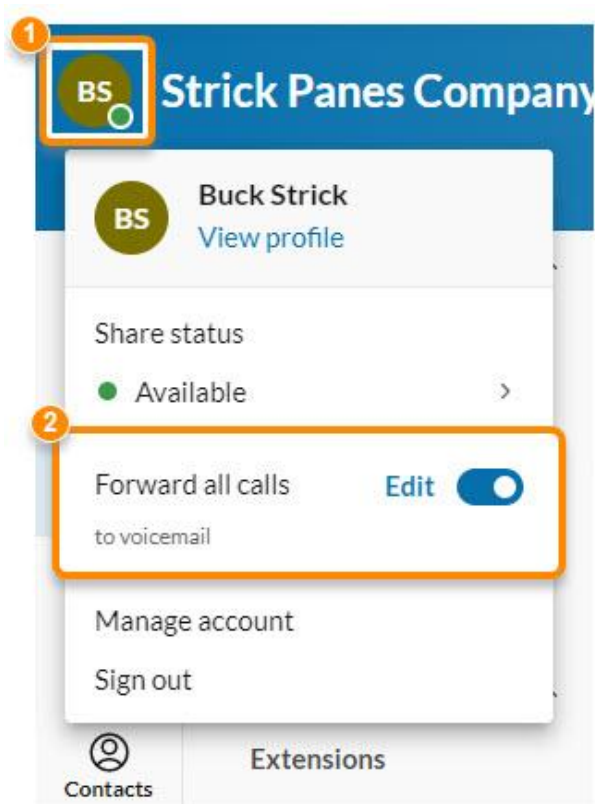 1
BS Strick Panes Company
BS
Buck Strick
View profile
Share status
Available
2
Forward all calls Edit
to voicemail
Manage account
Sign out
Contacts
Extensions